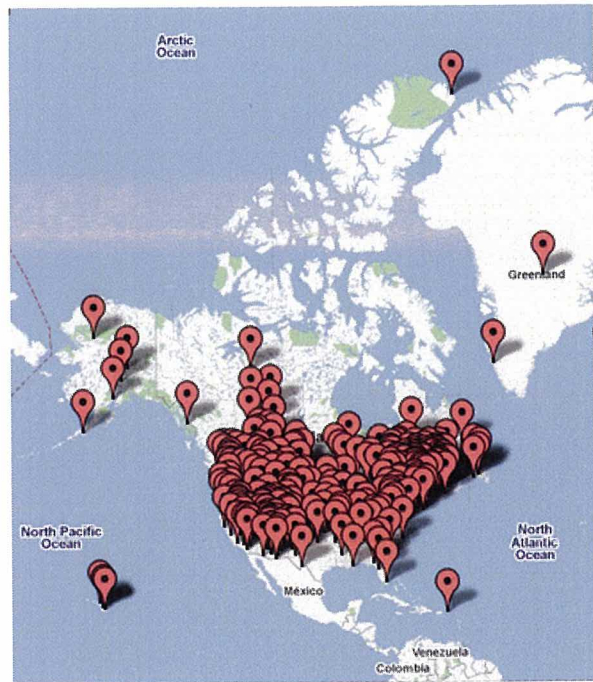 Arctic
Ocean
Greenland
North Pacific
Ocean
North
Atlantic
Ocean
México
Venezuela
Colombia